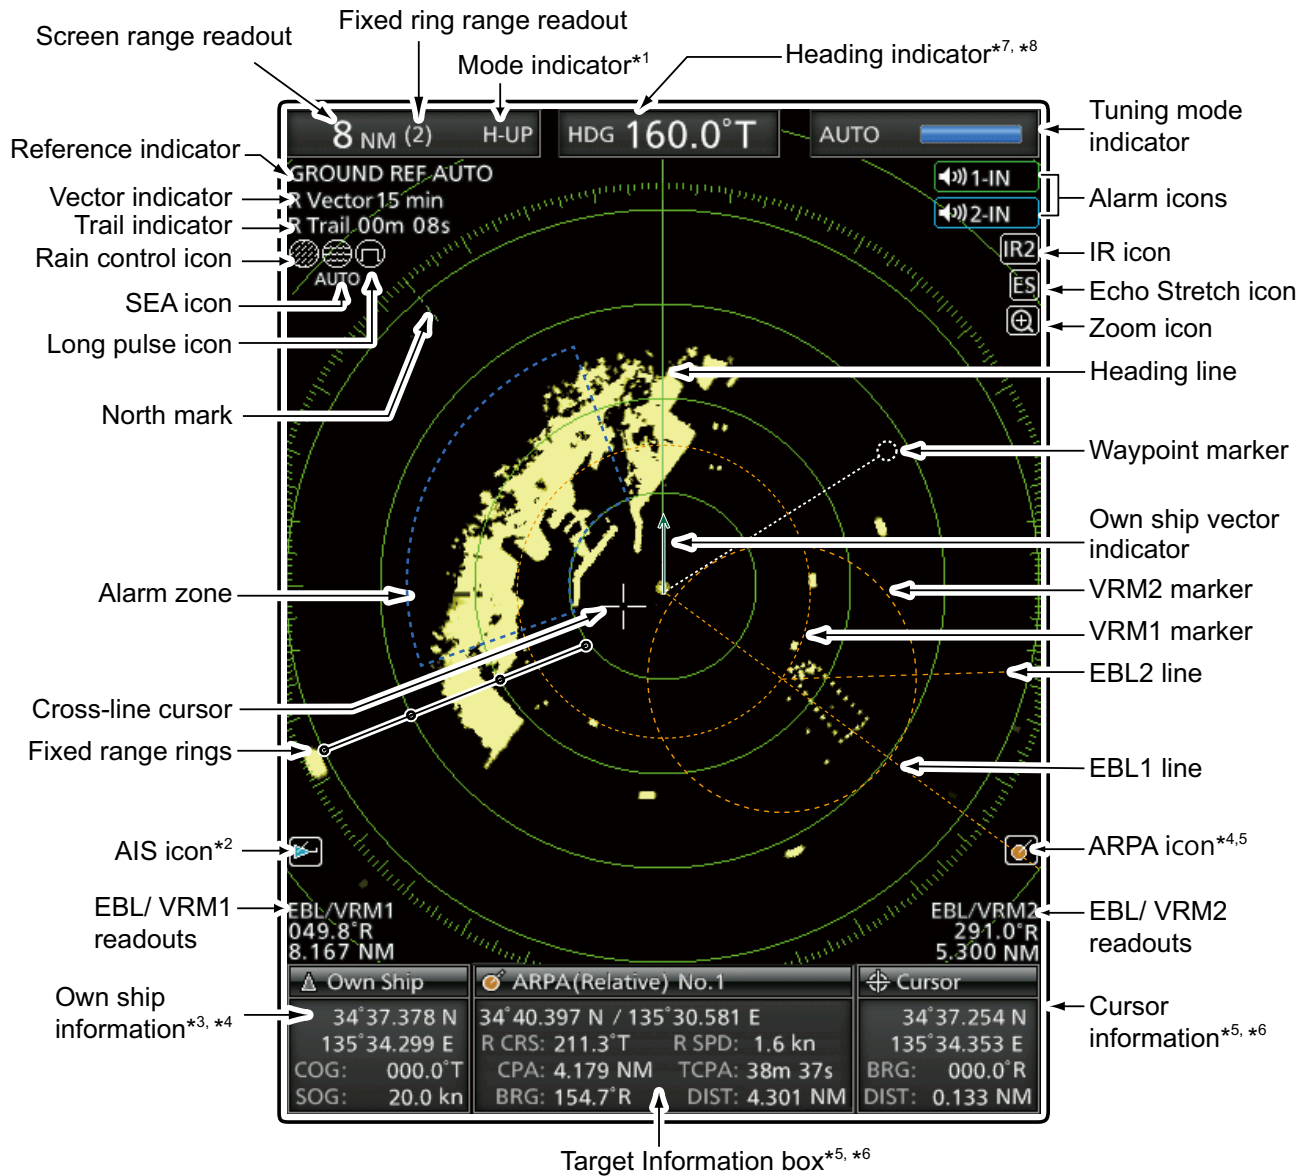 Fixed ring range readout
Screen range readout
Mode indicator*1
Heading indicator*7, *8
Tuning mode
indicator
8 NM (2) H-UP
HDG 160.0°T
AUTO
Reference indicator
GROUND REF AUTO
Vector indicator
R Vector 15 min
Trail indicator
R Trail 00m 08s
Rain control icon
AUTO
SEA icon
Long pulse icon
North mark
1-IN
2-IN
Alarm icons
IR2
IR icon
ES
Echo Stretch icon
Zoom icon
Heading line
Waypoint marker
Own ship vector
indicator
Alarm zone
VRM2 marker
VRM1 marker
EBL2 line
Cross-line cursor
Fixed range rings
EBL1 line
AIS icon*2
ARPA icon*4,5
EBL/ VRM1
readouts
EBL/VRM1
049.8°R
8.167 NM
EBL/VRM2
291.0°R
5.300 NM
EBL/ VRM2
readouts
Own ship
information*3, *4
Own Ship
34°37.378 N
135°34.299 E
COG: 000.0°T
SOG: 20.0 kn
ARPA(Relative) No.1
34°40.397 N / 135°30.581 E
R CRS: 211.3°T R SPD: 1.6 kn
CPA: 4.179 NM TCPA: 38m 37s
BRG: 154.7°R DIST: 4.301 NM
Cursor
34°37.254 N
135°34.353 E
BRG: 000.0°R
DIST: 0.133 NM
Cursor
information*5, *6
Target Information box*5, *6